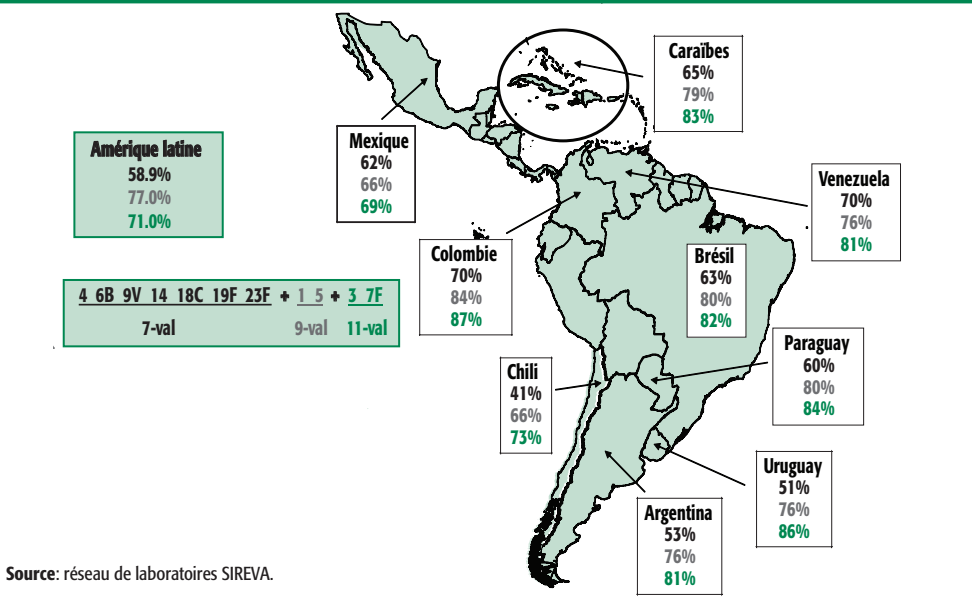 Caraïbes
65%
79%
83%
Amérique latine
58.9%
77.0%
71.0%
Mexique
62%
66%
69%
Venezuela
70%
76%
81%
Colombie
70%
84%
87%
Brésil
63%
80%
82%
4 6B 9V 14 18C 19F 23F + 1 5 + 3 7F
7-val 9-val 11-val
Paraguay
60%
80%
84%
Chili
41%
66%
73%
Uruguay
51%
76%
86%
Argentina
53%
76%
81%
Source: réseau de laboratoires SIREVA.